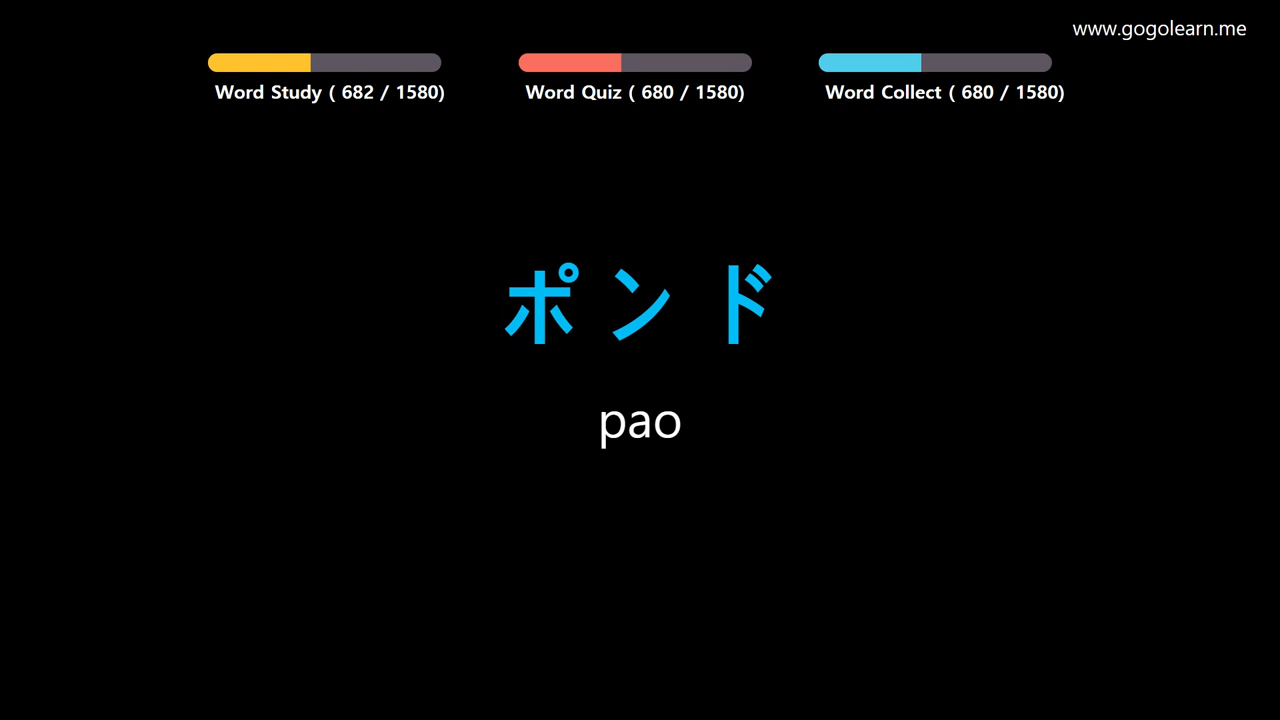 www.gogolearn.me
Word Study ( 682 / 1580)
Word Quiz ( 680 / 1580)
Word Collect ( 680 / 1580)
ポンド
pao